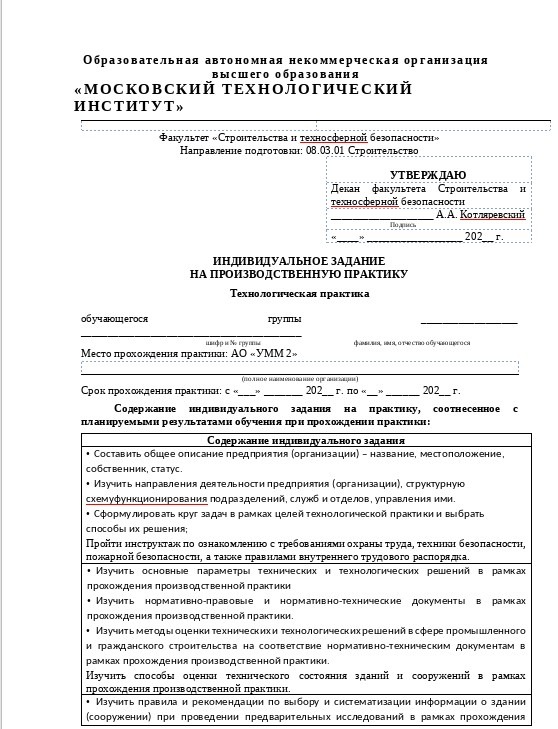 Образовательная автономная некоммерческая организация
высшего образования
«МОСКОВСКИЙ ТЕХНОЛОГИЧЕСКИЙ
ИНСТИТУТ»
Факультет «Строительства и техносферной безопасности»
Направление подготовки: 08.03.01 Строительство
УТВЕРЖДАЮ
Декан факультета Строительства и
техносферной безопасности
___________________ А.А. Котляревский
Подпись
«____» __________________ 202__ г.
ИНДИВИДУАЛЬНОЕ ЗАДАНИЕ
НА ПРОИЗВОДСТВЕННУЮ ПРАКТИКУ
Технологическая практика
обучающегося группы __________________
_________________________________________
шифр и № группы фамилия, имя, отчество обучающегося
Место прохождения практики: АО «УММ 2»
(полное наименование организации)
Срок прохождения практики: с «___» _______ 202__ г. по «__» ______ 202__ г.
Содержание индивидуального задания на практику, соотнесенное с
планируемыми результатами обучения при прохождении практики:
Содержание индивидуального задания
• Составить общее описание предприятия (организации) – название, местоположение,
собственник, статус.
• Изучить направления деятельности предприятия (организации), структурную
схемуфункционирования подразделений, служб и отделов, управления ими.
• Сформулировать круг задач в рамках целей технологической практики и выбрать
способы их решения;
Пройти инструктаж по ознакомлению с требованиями охраны труда, техники безопасности,
пожарной безопасности, а также правилами внутреннего трудового распорядка.
• Изучить основные параметры технических и технологических решений в рамках
прохождения производственной практики
• Изучить нормативно-правовые и нормативно-технические документы в рамках
прохождения производственной практики.
• Изучить методы оценки технических и технологических решений в сфере промышленного
и гражданского строительства на соответствие нормативно-техническим документам в
рамках прохождения производственной практики.
Изучить способы оценки технического состояния зданий и сооружений в рамках
прохождения производственной практики.
• Изучить правила и рекомендации по выбору и систематизации информации о здании
(сооружении) при проведении предварительных исследований в рамках прохождения